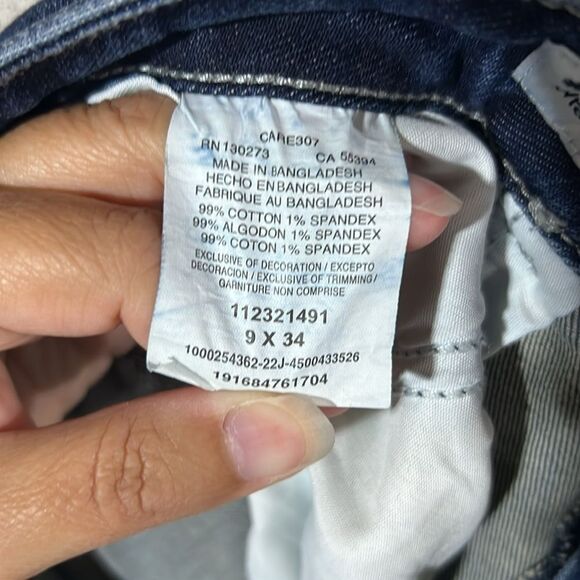 CARE307
RN 130273 CA 55394
MADE IN BANGLADESH
HECHO EN BANGLADESH
FABRIQUE AU BANGLADESH
99% COTTON 1% SPANDEX
99% ALGODON 1% SPANDEX
99% COTON 1% SPANDEX
EXCLUSIVE OF DECORATION / EXCEPTO
DECORACION / EXCLUSIVE OF TRIMMING/
GARNITURE NON COMPRISE
112321491
9 X 34
1000254362-22J-4500433526
191684761704